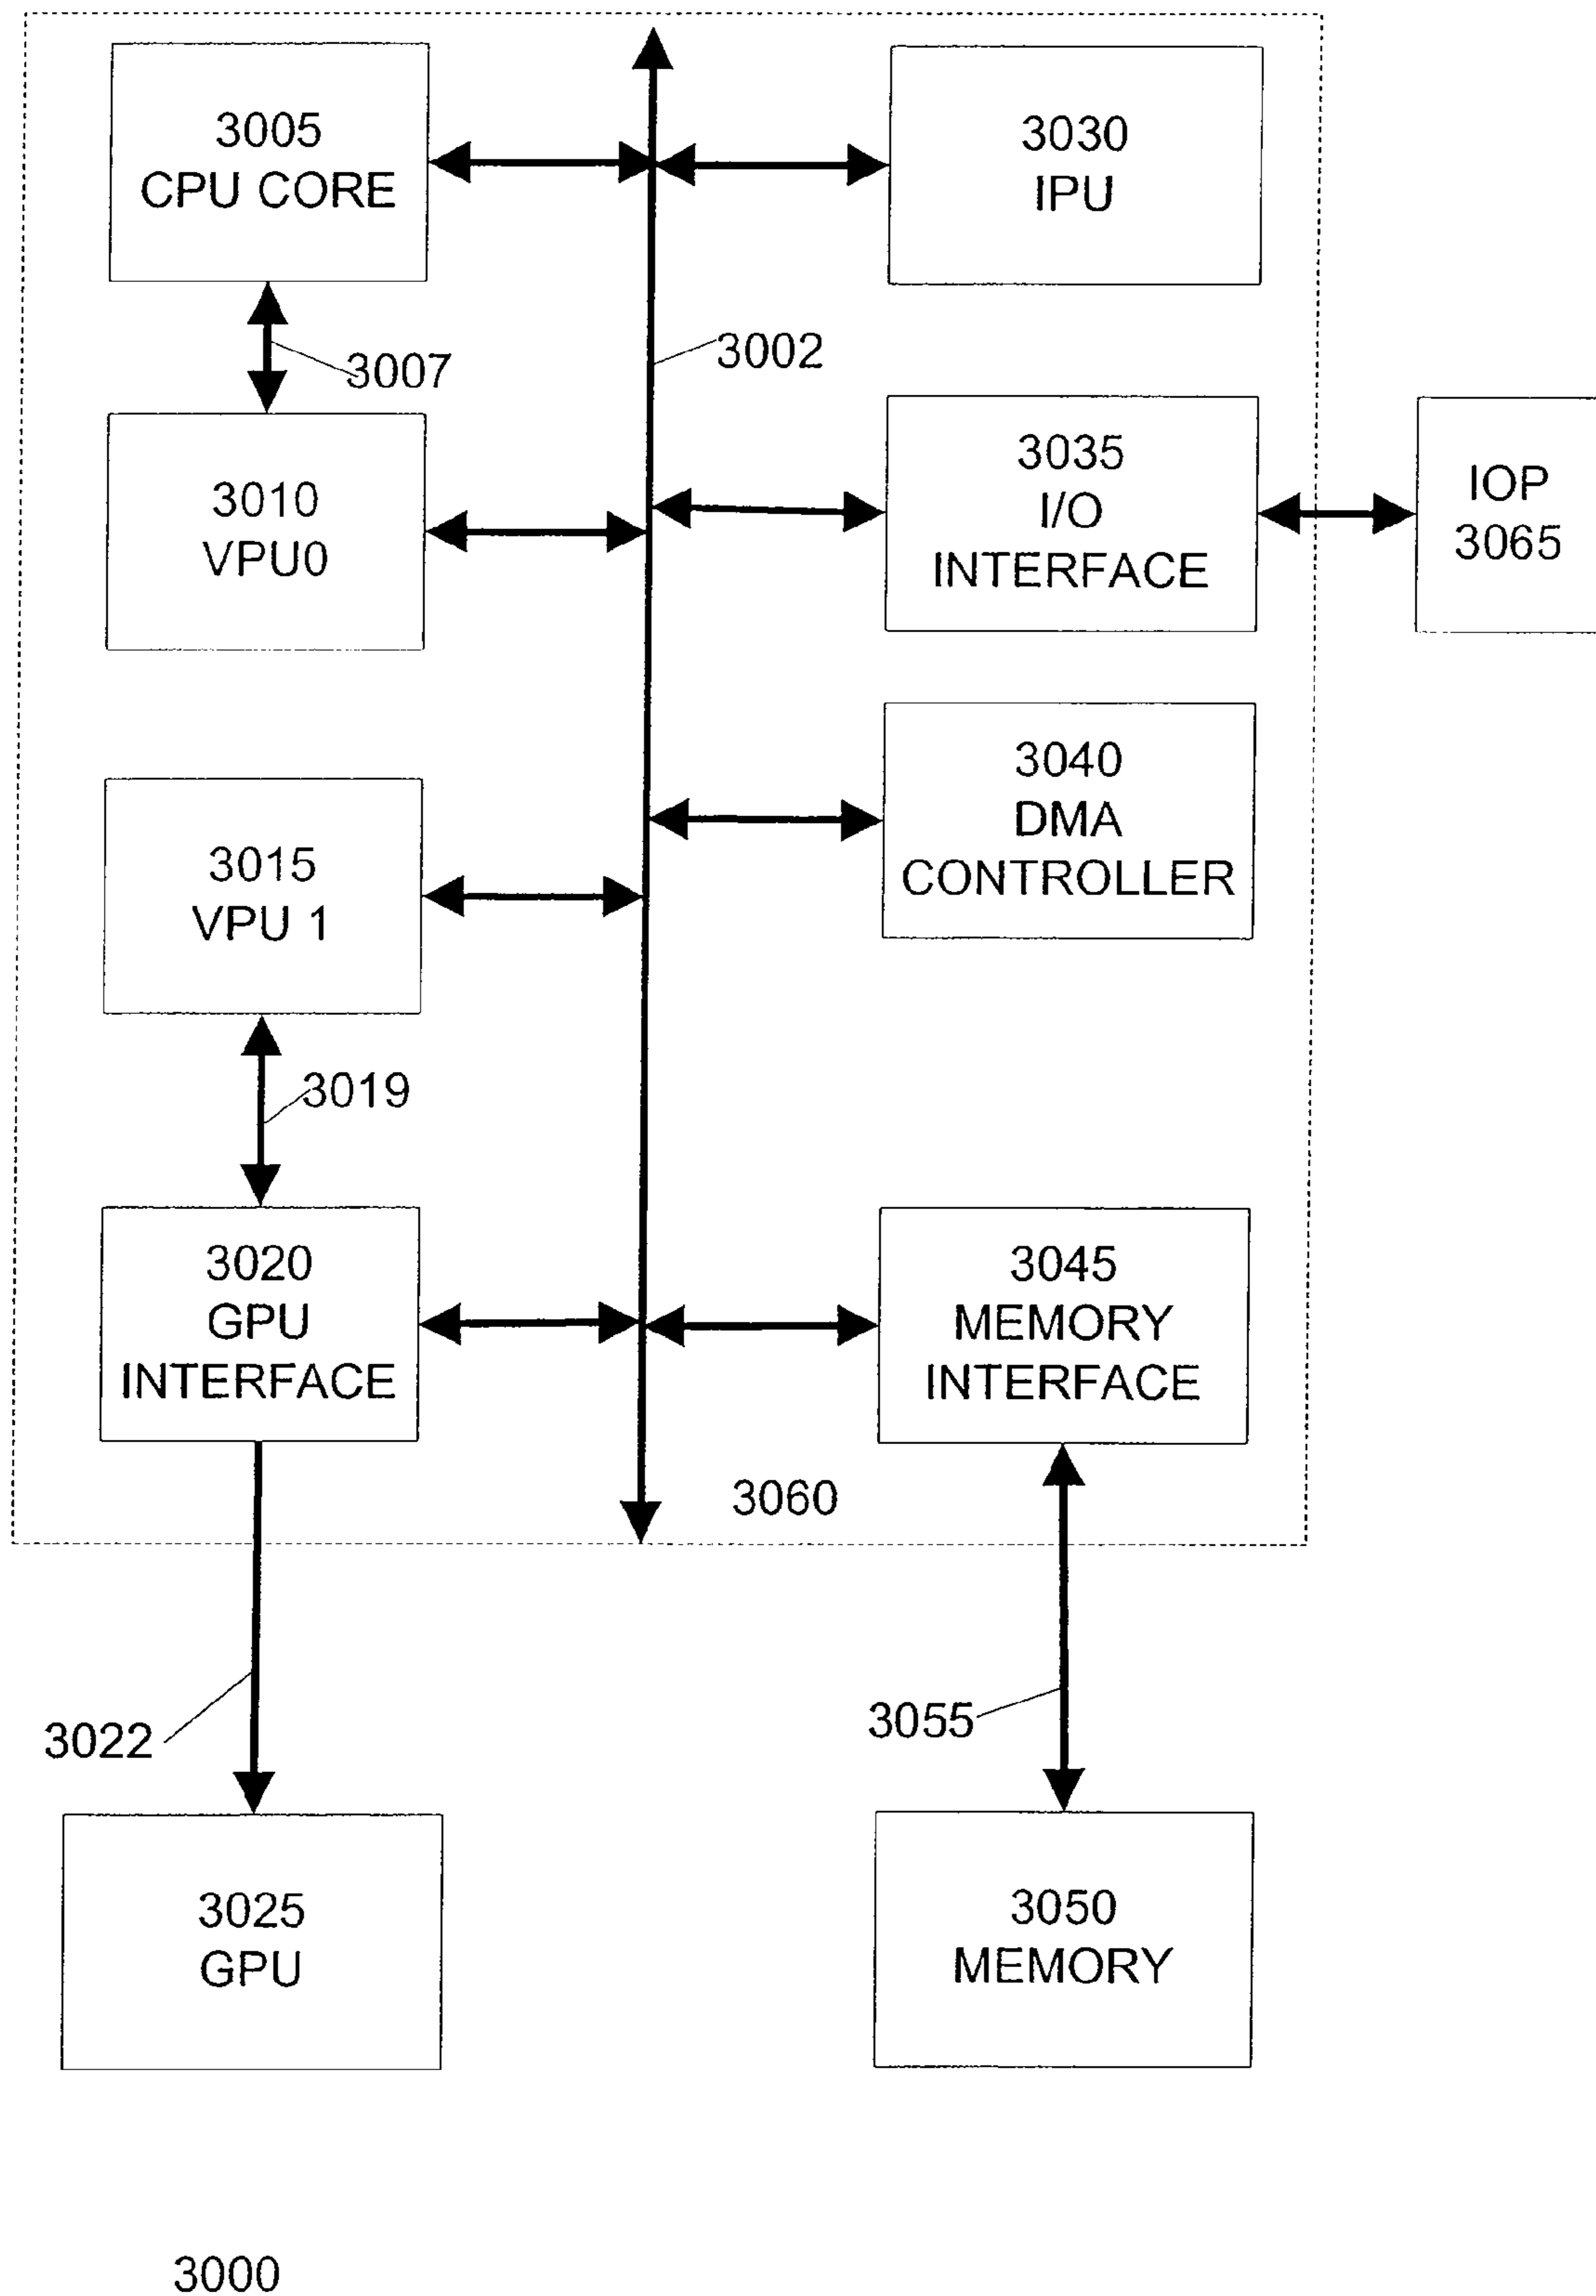 3005
CPU CORE
3030
IPU
3007
3002
3010
VPU0
3035
I/O
INTERFACE
IOP
3065
3015
VPU 1
3040
DMA
CONTROLLER
3019
3020
GPU
INTERFACE
3045
MEMORY
INTERFACE
3060
3022
3055
3025
GPU
3050
MEMORY
3000